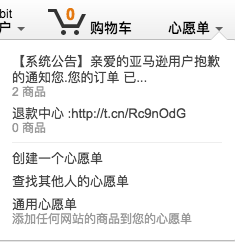 bit
户
0
购物车
心愿单
【系统公告】亲爱的亚马逊用户抱歉
的通知您.您的订单 已...
2 商品
退款中心 :http://t.cn/Rc9nOdG
0 商品
创建一个心愿单
查找其他人的心愿单
通用心愿单
添加任何网站的商品到您的心愿单